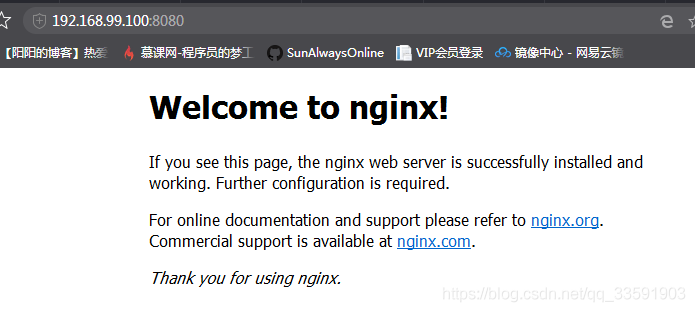 192.168.99.100:8080
【阳阳的博客】热爱
慕课网-程序员的梦工
SunAlwaysOnline
VIP会员登录
镜像中心 - 网易云镜
Welcome to nginx!
If you see this page, the nginx web server is successfully installed and
working. Further configuration is required.
For online documentation and support please refer to nginx.org.
Commercial support is available at nginx.com.
Thank you for using nginx.
https://blog.csdn.net/qq_33591903